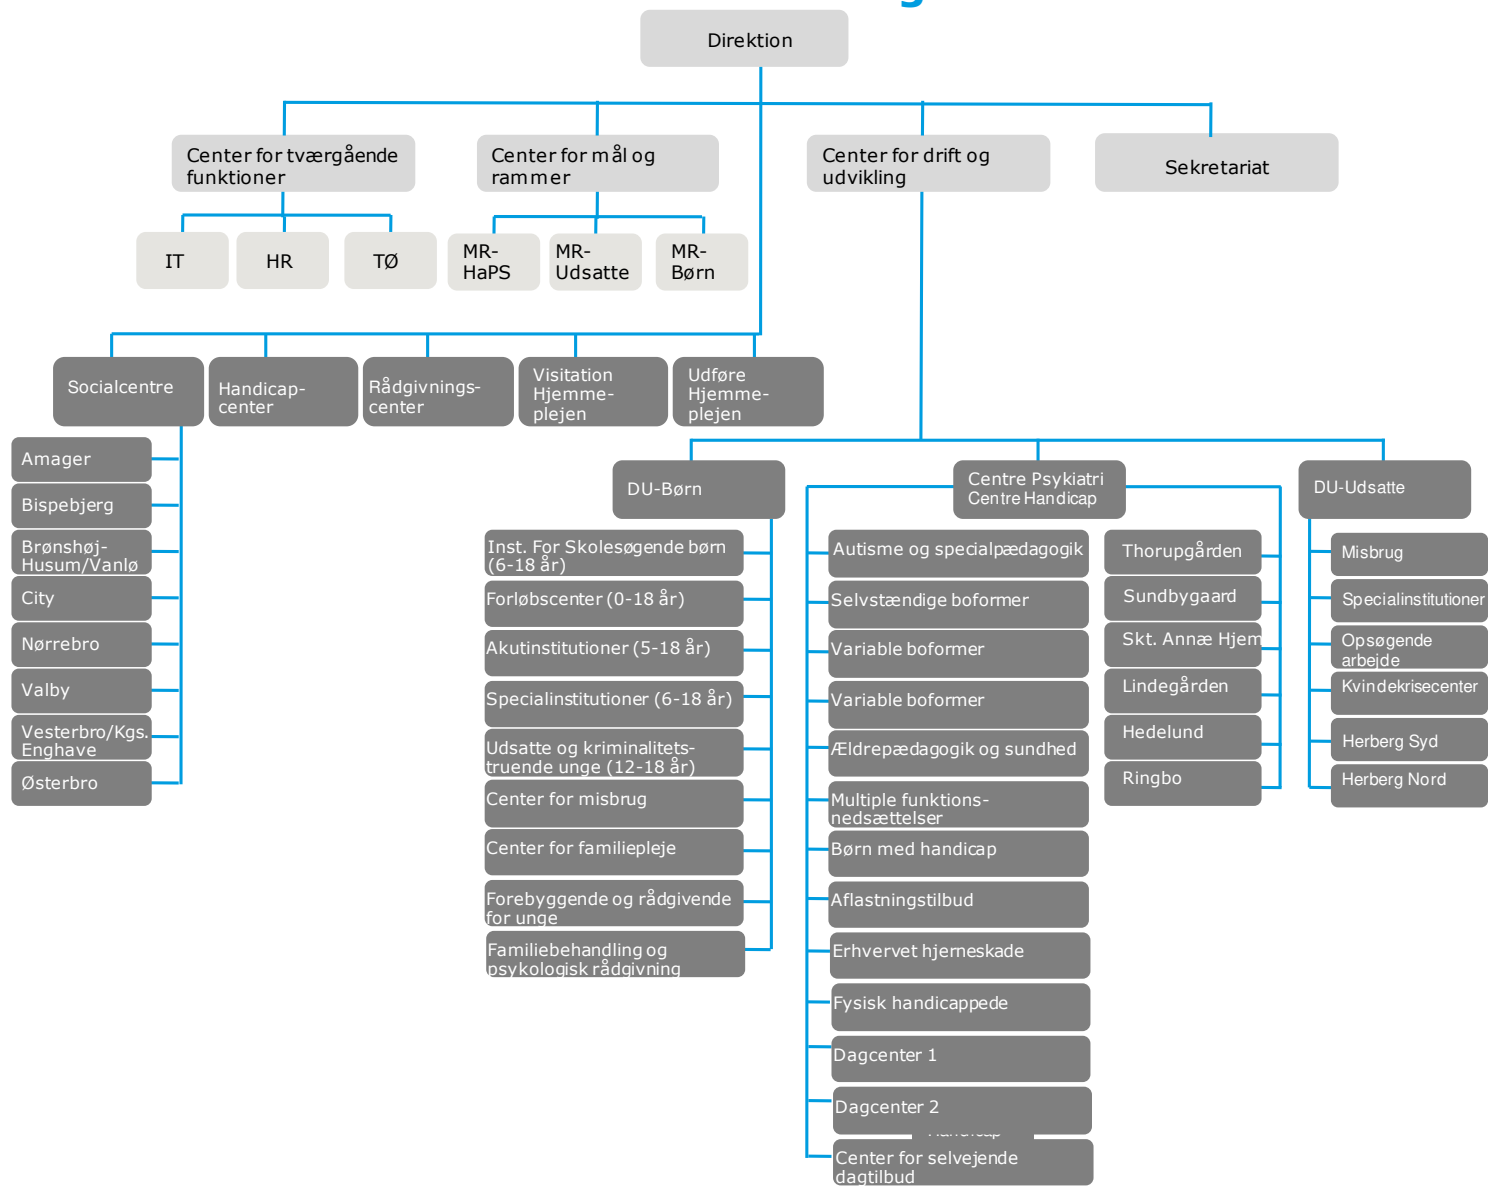 Direktion
Center for tværgående
funktioner
Center for mål og
rammer
Center for drift og
udvikling
Sekretariat
IT
HR
TØ
MR-
HaPS
MR-
Udsatte
MR-
Børn
Socialcentre
Handicap-
center
Rådgivnings-
center
Visitation
Hjemme-
plejen
Udføre
Hjemme-
plejen
Amager
Bispebjerg
Brønshøj-
Husum/Vanlø
City
Nørrebro
Valby
Vesterbro/Kgs.
Enghave
Østerbro
DU-Børn
Inst. For Skolesøgende børn
(6-18 år)
Forløbscenter (0-18 år)
Akutinstitutioner (5-18 år)
Specialinstitutioner (6-18 år)
Udsatte og kriminalitets-
truende unge (12-18 år)
Center for misbrug
Center for familiepleje
Forebyggende og rådgivende
for unge
Familiebehandling og
psykologisk rådgivning
Centre Psykiatri
Centre Handicap
Autisme og specialpædagogik
Selvstændige boformer
Variable boformer
Variable boformer
Ældrepædagogik og sundhed
Multiple funktions-
nedsættelser
Børn med handicap
Aflastningstilbud
Erhvervet hjerneskade
Fysisk handicappede
Dagcenter 1
Dagcenter 2
Center for selvejende
dagtilbud
Thorupgården
Sundbygaard
Skt. Annæ Hjem
Lindegården
Hedelund
Ringbo
DU-Udsatte
Misbrug
Specialinstitutioner
Opsøgende
arbejde
Kvindekrisecenter
Herberg Syd
Herberg Nord